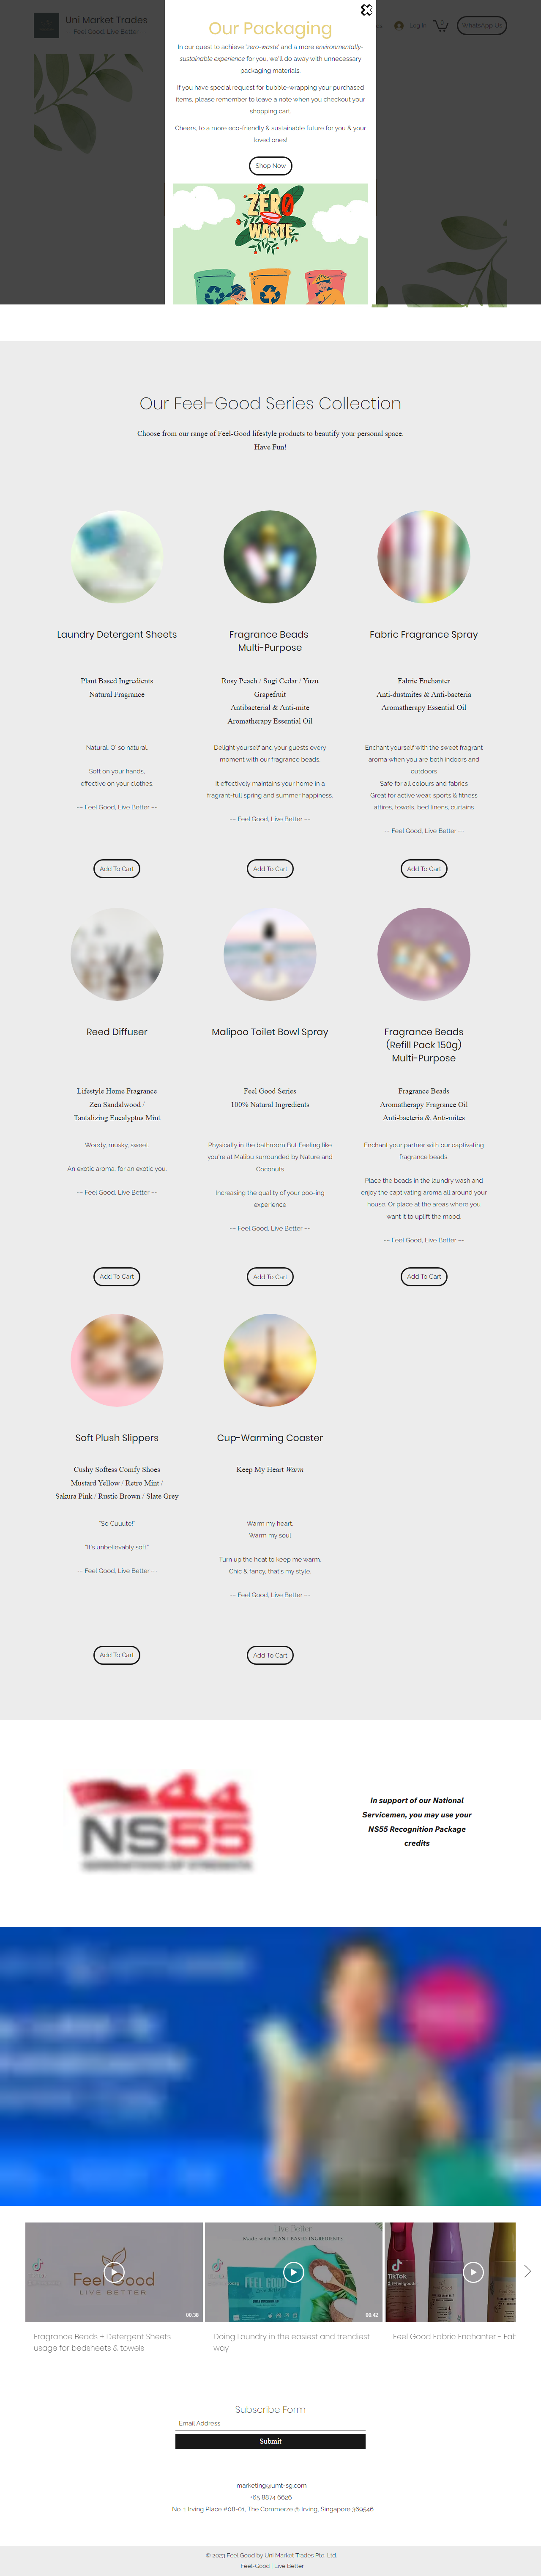 Uni Market Trades
~~ Feel Good, Live Better ~~
Log In
WhatsApp Us
Our Packaging
In our quest to achieve 'zero-waste' and a more environmentally-
sustainable experience for you, we'll do away with unnecessary
packaging materials.
If you have special request for bubble-wrapping your purchased
items, please remember to leave a note when you checkout your
shopping cart.
Cheers, to a more eco-friendly & sustainable future for you & your
loved ones!
Shop Now
ZERO
WASTE
Our Feel-Good Series Collection
Choose from our range of Feel-Good lifestyle products to beautify your personal space.
Have Fun!
Laundry Detergent Sheets
Plant Based Ingredients
Natural Fragrance
Natural. O' so natural.
Soft on your hands,
effective on your clothes.
~~ Feel Good, Live Better ~~
Add To Cart
Fragrance Beads
Multi-Purpose
Rosy Peach / Sugi Cedar / Yuzu
Grapefruit
Antibacterial & Anti-mite
Aromatherapy Essential Oil
Delight yourself and your guests every
moment with our fragrance beads.
It effectively maintains your home in a
fragrant-full spring and summer happiness.
~~ Feel Good, Live Better ~~
Add To Cart
Fabric Fragrance Spray
Fabric Enchanter
Anti-dustmites & Anti-bacteria
Aromatherapy Essential Oil
Enchant yourself with the sweet fragrant
aroma when you are both indoors and
outdoors
Safe for all colours and fabrics
Great for active wear, sports & fitness
attires, towels, bed linens, curtains
~~ Feel Good, Live Better ~~
Add To Cart
Reed Diffuser
Lifestyle Home Fragrance
Zen Sandalwood /
Tantalizing Eucalyptus Mint
Woody, musky, sweet.
An exotic aroma, for an exotic you.
~~ Feel Good, Live Better ~~
Add To Cart
Malipoo Toilet Bowl Spray
Feel Good Series
100% Natural Ingredients
Physically in the bathroom But Feeling like
you're at Malibu surrounded by Nature and
Coconuts
Increasing the quality of your poo-ing
experience
~~ Feel Good, Live Better ~~
Add To Cart
Fragrance Beads
(Refill Pack 150g)
Multi-Purpose
Fragrance Beads
Aromatherapy Fragrance Oil
Anti-bacteria & Anti-mites
Enchant your partner with our captivating
fragrance beads.
Place the beads in the laundry wash and
enjoy the captivating aroma all around your
house. Or place at the areas where you
want it to uplift the mood.
~~ Feel Good, Live Better ~~
Add To Cart
Soft Plush Slippers
Cushy Softess Comfy Shoes
Mustard Yellow / Retro Mint /
Sakura Pink / Rustic Brown / Slate Grey
"So Cuuute!"
"It's unbelievably soft."
~~ Feel Good, Live Better ~~
Add To Cart
Cup-Warming Coaster
Keep My Heart Warm
Warm my heart,
Warm my soul
Turn up the heat to keep me warm.
Chic & fancy, that's my style.
~~ Feel Good, Live Better ~~
Add To Cart
44
NS55
GENERATIONS OF STRENGTH
In support of our National
Servicemen, you may use your
NS55 Recognition Package
credits
Feel Good
LIVE BETTER
00:36
Live Better
Made with PLANT BASED INGREDIENTS
FEEL GOOD
00:42
TikTok
Fragrance Beads + Detergent Sheets
usage for bedsheets & towels
Doing Laundry in the easiest and trendiest
way
Feel Good Fabric Enchanter - Fab
Subscribe Form
Email Address
Submit
marketing@umt-sg.com
+65 8874 6626
No. 1 Irving Place #08-01, The Commerze @ Irving, Singapore 369546
© 2023 Feel Good by Uni Market Trades Pte. Ltd.
Feel-Good | Live Better